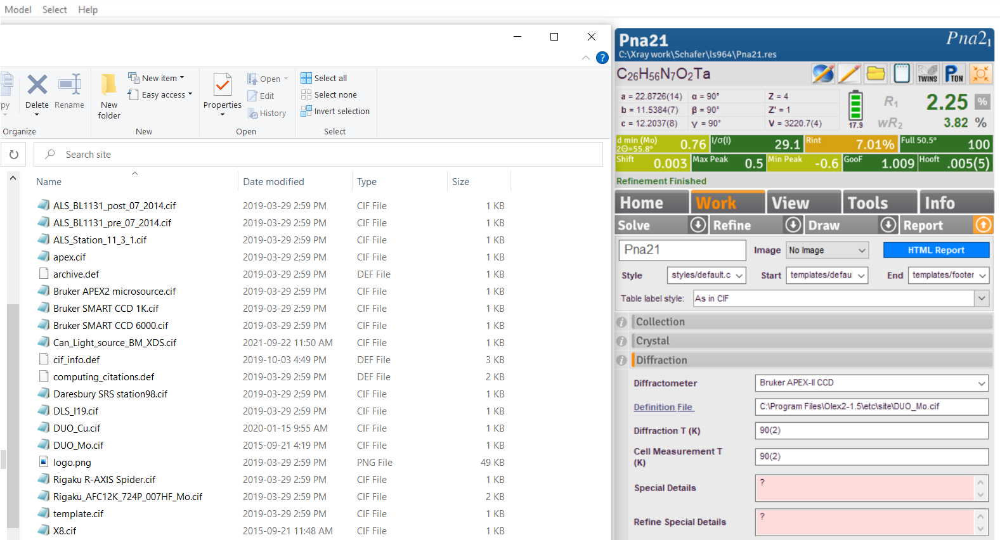 Model Select Help
Delete
Rename
py
Organize
New folder
New item
Easy access
New
Properties
Open
Edit
History
Open
Select all
Select none
Invert selection
Select
Search site
Name Date modified Type Size
ALS_BL1131_post_07_2014.cif 2019-03-29 2:59 PM CIF File 1 KB
ALS_BL1131_pre_07_2014.cif 2019-03-29 2:59 PM CIF File 1 KB
ALS_Station_11_3_1.cif 2019-03-29 2:59 PM CIF File 1 KB
apex.cif 2019-03-29 2:59 PM CIF File 1 KB
archive.def 2019-03-29 2:59 PM DEF File 1 KB
Bruker APEX2 microsource.cif 2019-03-29 2:59 PM CIF File 1 KB
Bruker SMART CCD 1K.cif 2019-03-29 2:59 PM CIF File 1 KB
Bruker SMART CCD 6000.cif 2019-03-29 2:59 PM CIF File 1 KB
Can_Light_source_BM_XDS.cif 2021-09-22 11:50 AM CIF File 1 KB
cif_info.def 2019-10-03 4:49 PM DEF File 3 KB
computing_citations.def 2019-03-29 2:59 PM DEF File 2 KB
Daresbury SRS station98.cif 2019-03-29 2:59 PM CIF File 1 KB
DLS_I19.cif 2019-03-29 2:59 PM CIF File 1 KB
DUO_Cu.cif 2020-01-15 9:55 AM CIF File 1 KB
DUO_Mo.cif 2015-09-21 4:19 PM CIF File 1 KB
logo.png 2019-03-29 2:59 PM PNG File 49 KB
Rigaku R-AXIS Spider.cif 2019-03-29 2:59 PM CIF File 1 KB
Rigaku_AFC12K_724P_007HF_Mo.cif 2019-03-29 2:59 PM CIF File 2 KB
template.cif 2019-03-29 2:59 PM CIF File 1 KB
X8.cif 2015-09-21 11:48 AM CIF File 1 KB
Pna21 Pna2₁
C:\Xray work\Schafer\ls964\Pna21.res
C₂₆H₅₆N₇O₂Ta
TWINS
PTON
a = 22.8726(14) α = 90° Z = 4
b = 11.5384(7) β = 90° Z' = 1
c = 12.2037(8) γ = 90° V = 3220.7(4)
17.9
R₁ 2.25 %
wR₂ 3.82 %
d min (Mo) 2Θ=55.8° 0.76 I/σ(I) 29.1 Rint 7.01% Full 50.5° 100
Shift 0.003 Max Peak 0.5 Min Peak -0.6 GooF 1.009 Hooft .005(5)
Refinement Finished
Home Work View Tools Info
Solve Refine Draw Report
Pna21 Image No Image HTML Report
Style styles/default.c Start templates/defau End templates/footer
Table label style: As in CIF
Collection
Crystal
Diffraction
Diffractometer Bruker APEX-II CCD
Definition File C:\Program Files\Olex2-1.5\etc\site\DUO_Mo.cif
Diffraction T (K) 90(2)
Cell Measurement T (K) 90(2)
Special Details ?
Refine Special Details ?